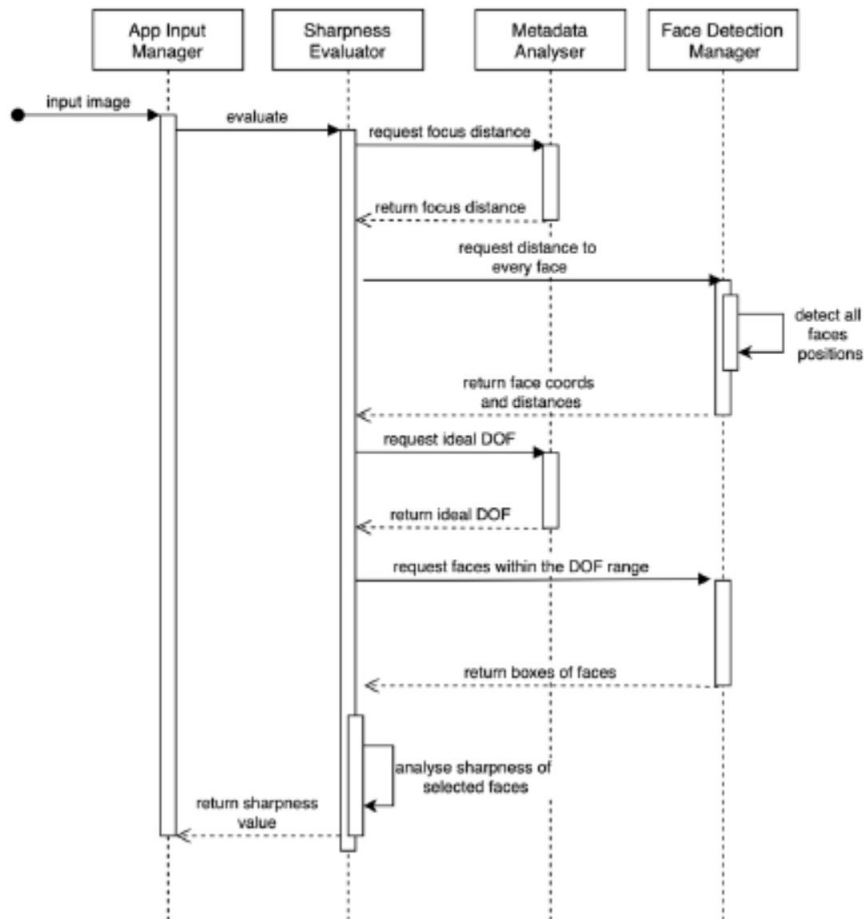 App Input
Manager
Sharpness
Evaluator
Metadata
Analyser
Face Detection
Manager
input image
evaluate
request focus distance
return focus distance
request distance to
every face
detect all
faces
positions
return face coords
and distances
request ideal DOF
return ideal DOF
request faces within the DOF range
return boxes of faces
analyse sharpness of
selected faces
return sharpness
value